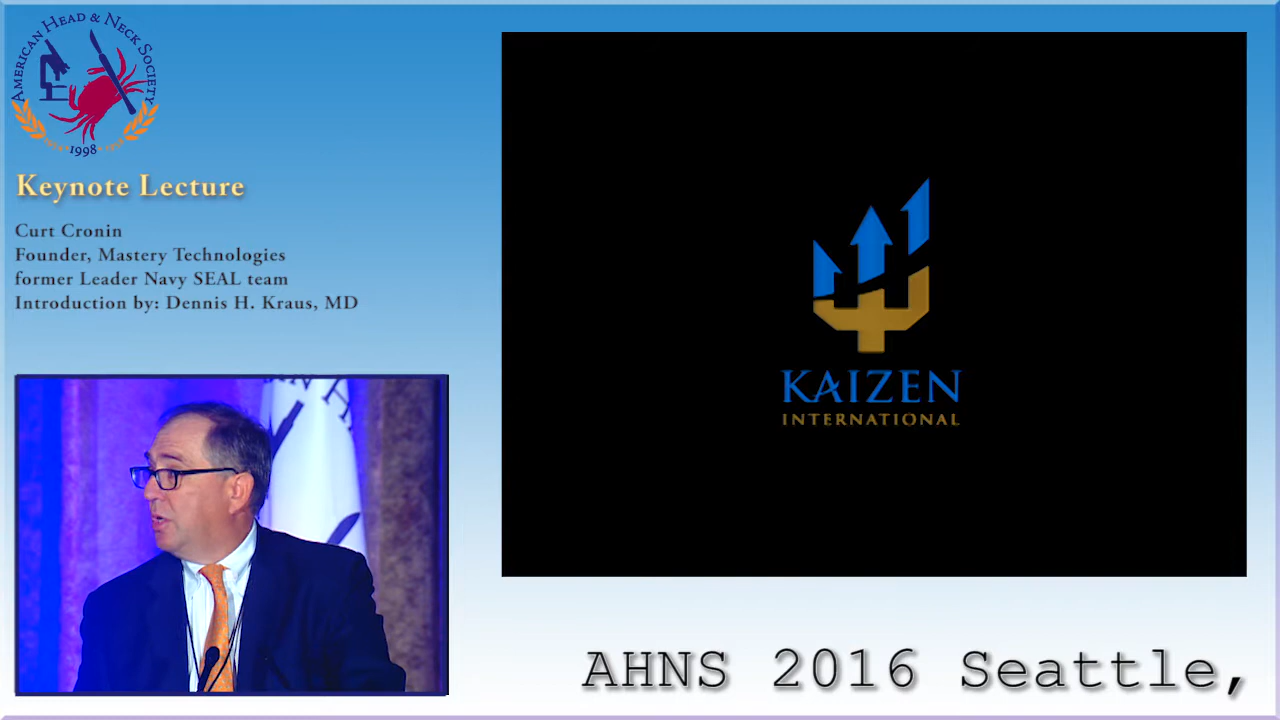 AMERICAN HEAD & NECK SOCIETY
1998
Keynote Lecture
Curt Cronin
Founder, Mastery Technologies
former Leader Navy SEAL team
Introduction by: Dennis H. Kraus, MD
KAIZEN
INTERNATIONAL
AHNS 2016 Seattle,